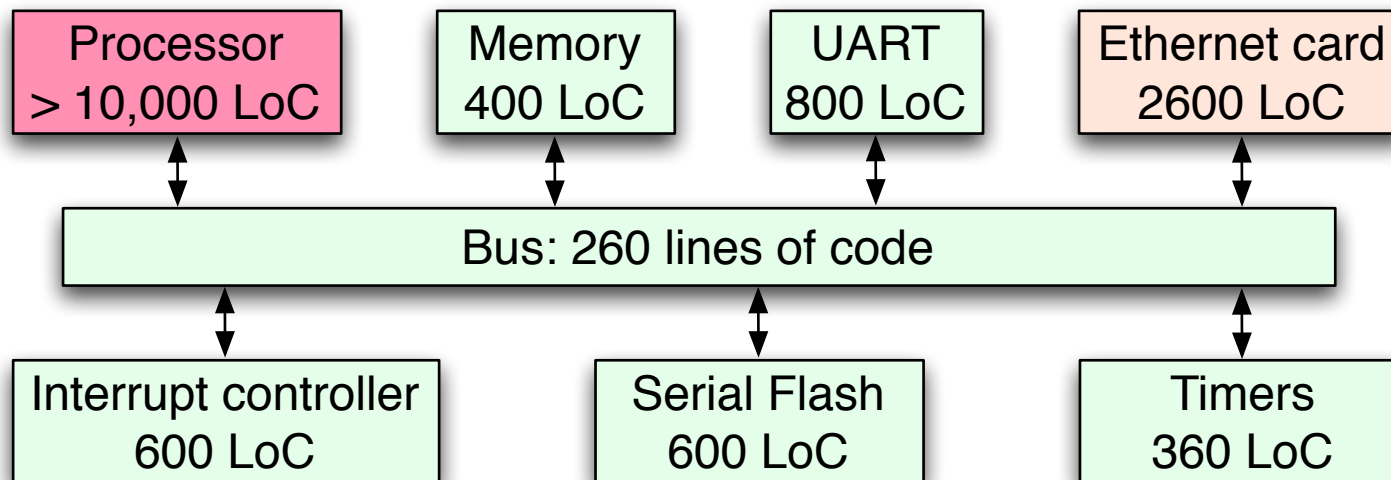 Processor
> 10,000 LoC
Memory
400 LoC
UART
800 LoC
Ethernet card
2600 LoC
Bus: 260 lines of code
Interrupt controller
600 LoC
Serial Flash
600 LoC
Timers
360 LoC